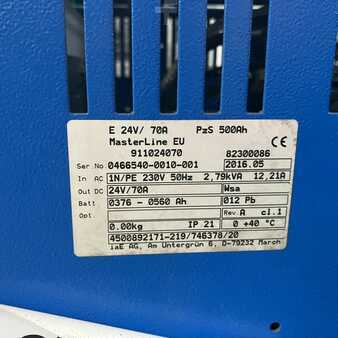 E 24V/ 70A PzS 500Ah
MasterLine EU
911024070 82300086
Ser No 0466540-0010-001 2016.05
In AC 1N/PE 230V 50Hz 2,79kVA 12,21A
Out DC 24V/70A Wsa
Batt 0376 - 0560 Ah 012 Pb
Opt Rev A cl.1
0.00kg IP 21 0 +40 °C
4500892171-219/746378/20
AG, Am Untergrün 6, D-79232 March